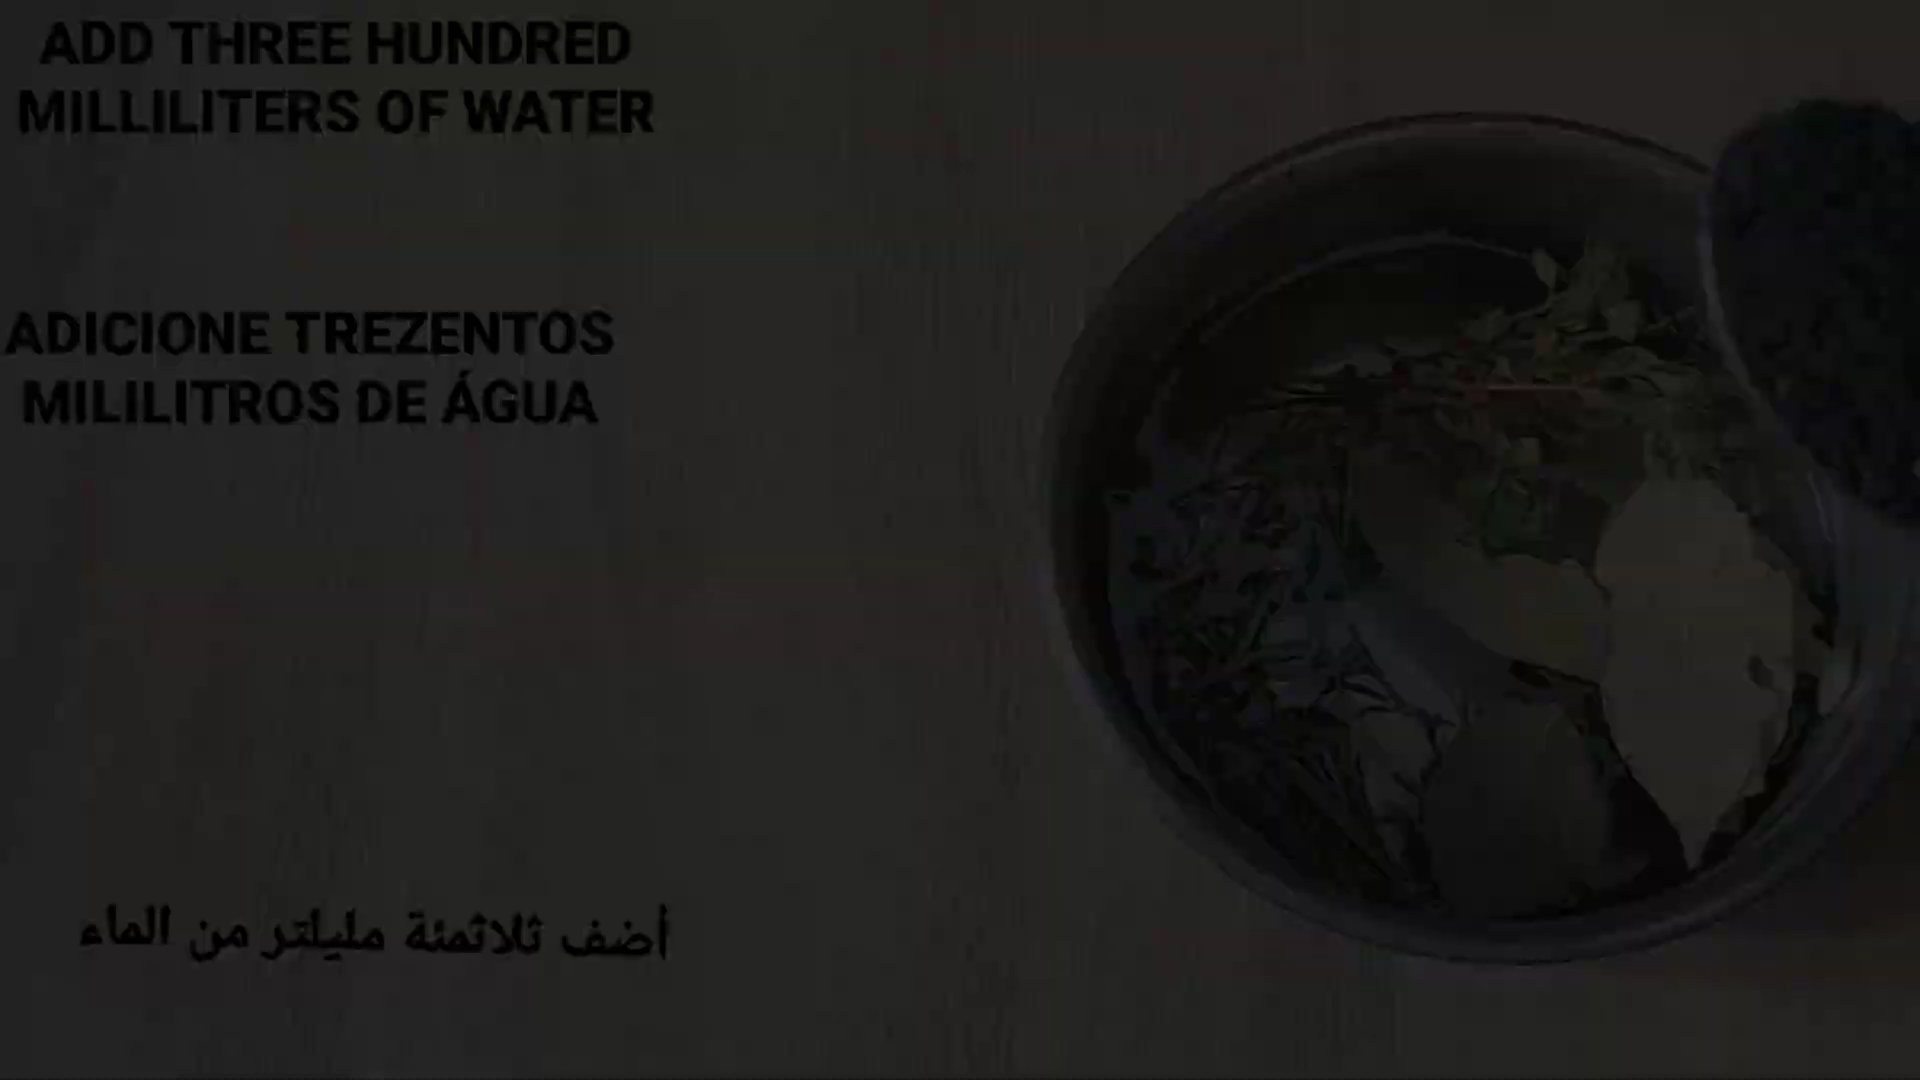 ADD THREE HUNDRED
MILLILITERS OF WATER
ADICIONE TREZENTOS
MILILITROS DE ÁGUA
أضف ثلاثمئة مليلتر من الماء